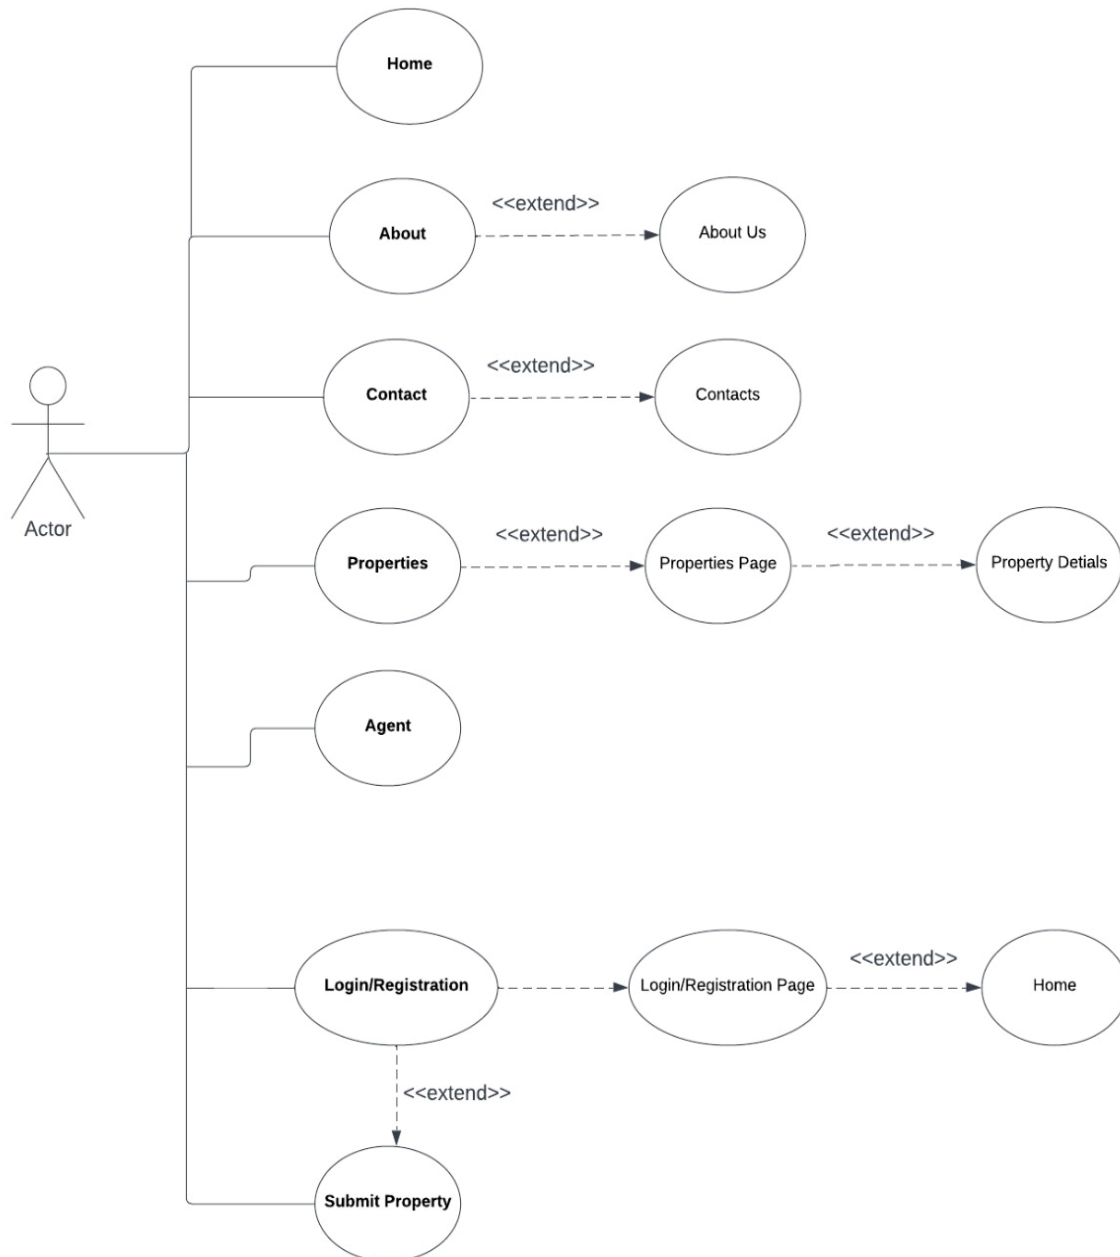 Home
<<extend>>
About
About Us
<<extend>>
Contact
Contacts
Actor
<<extend>>
<<extend>>
Properties
Properties Page
Property Detials
Agent
<<extend>>
Login/Registration
Login/Registration Page
Home
<<extend>>
Submit Property